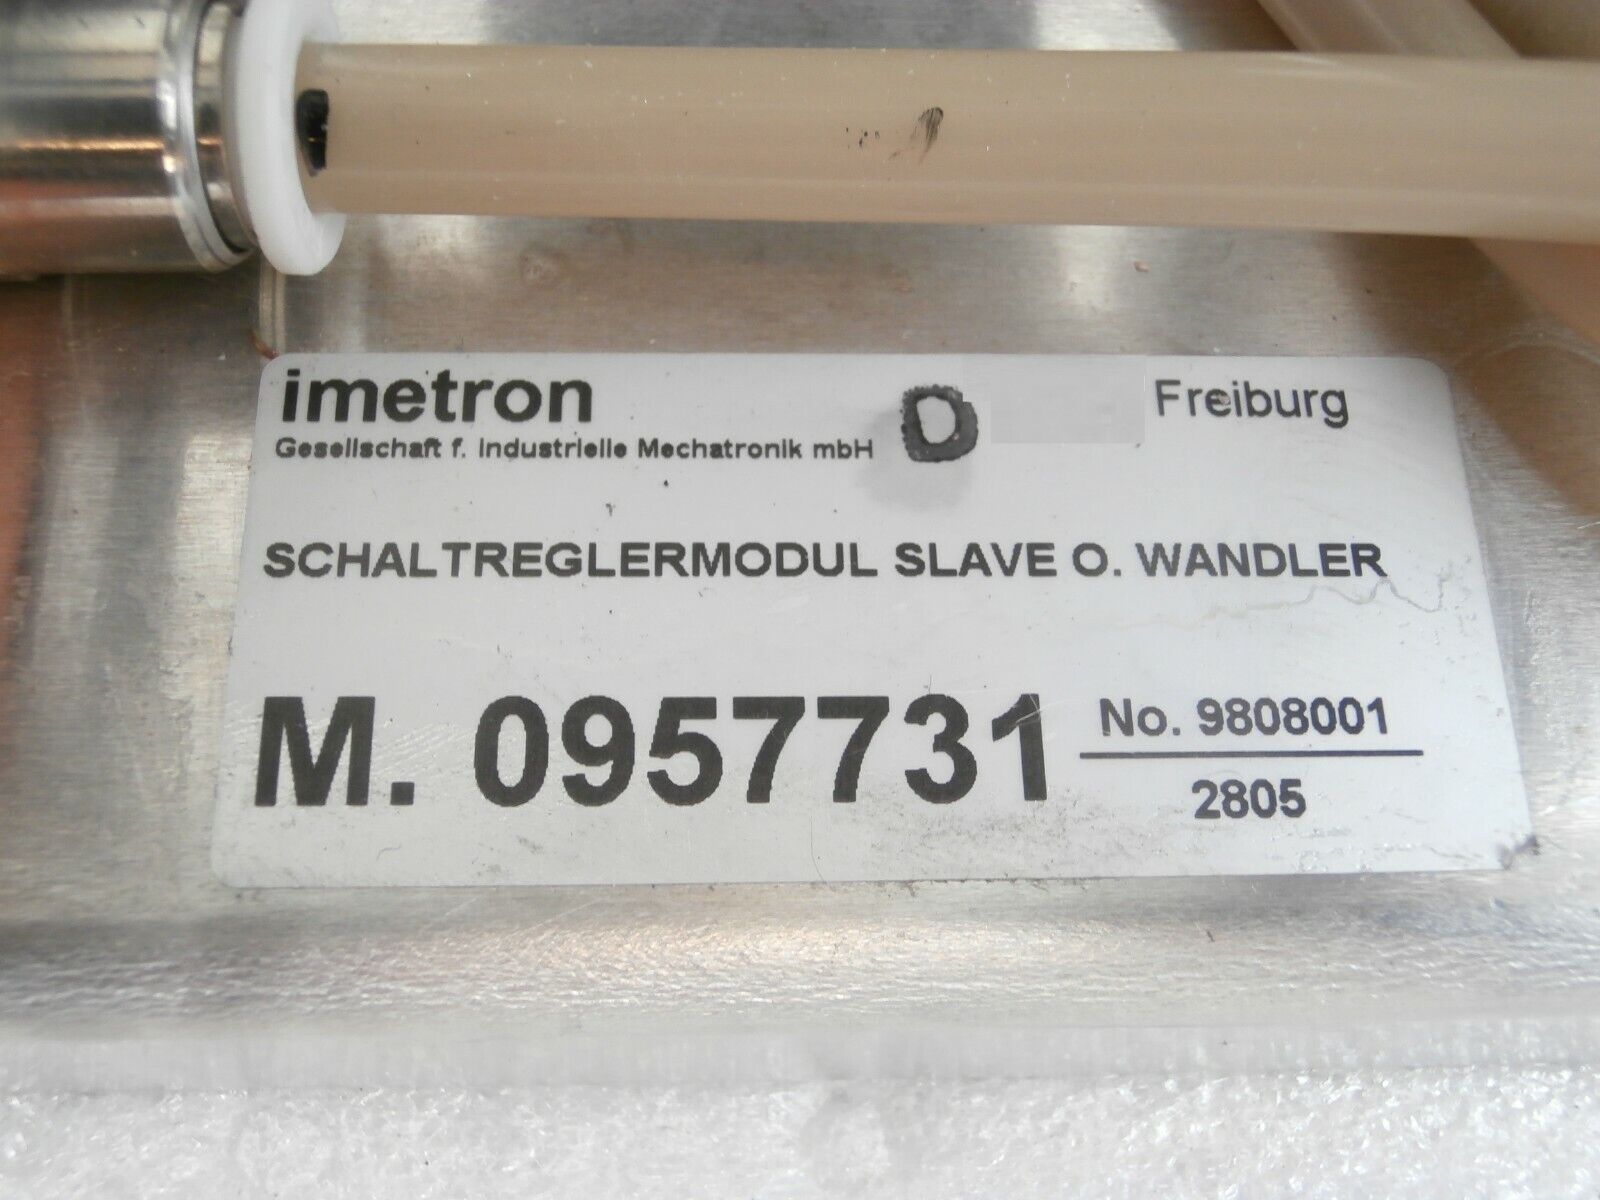 imetron
Gesellschaft f. Industrielle Mechatronik mbH
D Freiburg
SCHALTREGLERMODUL SLAVE O. WANDLER
M. 0957731
No. 9808001
2805